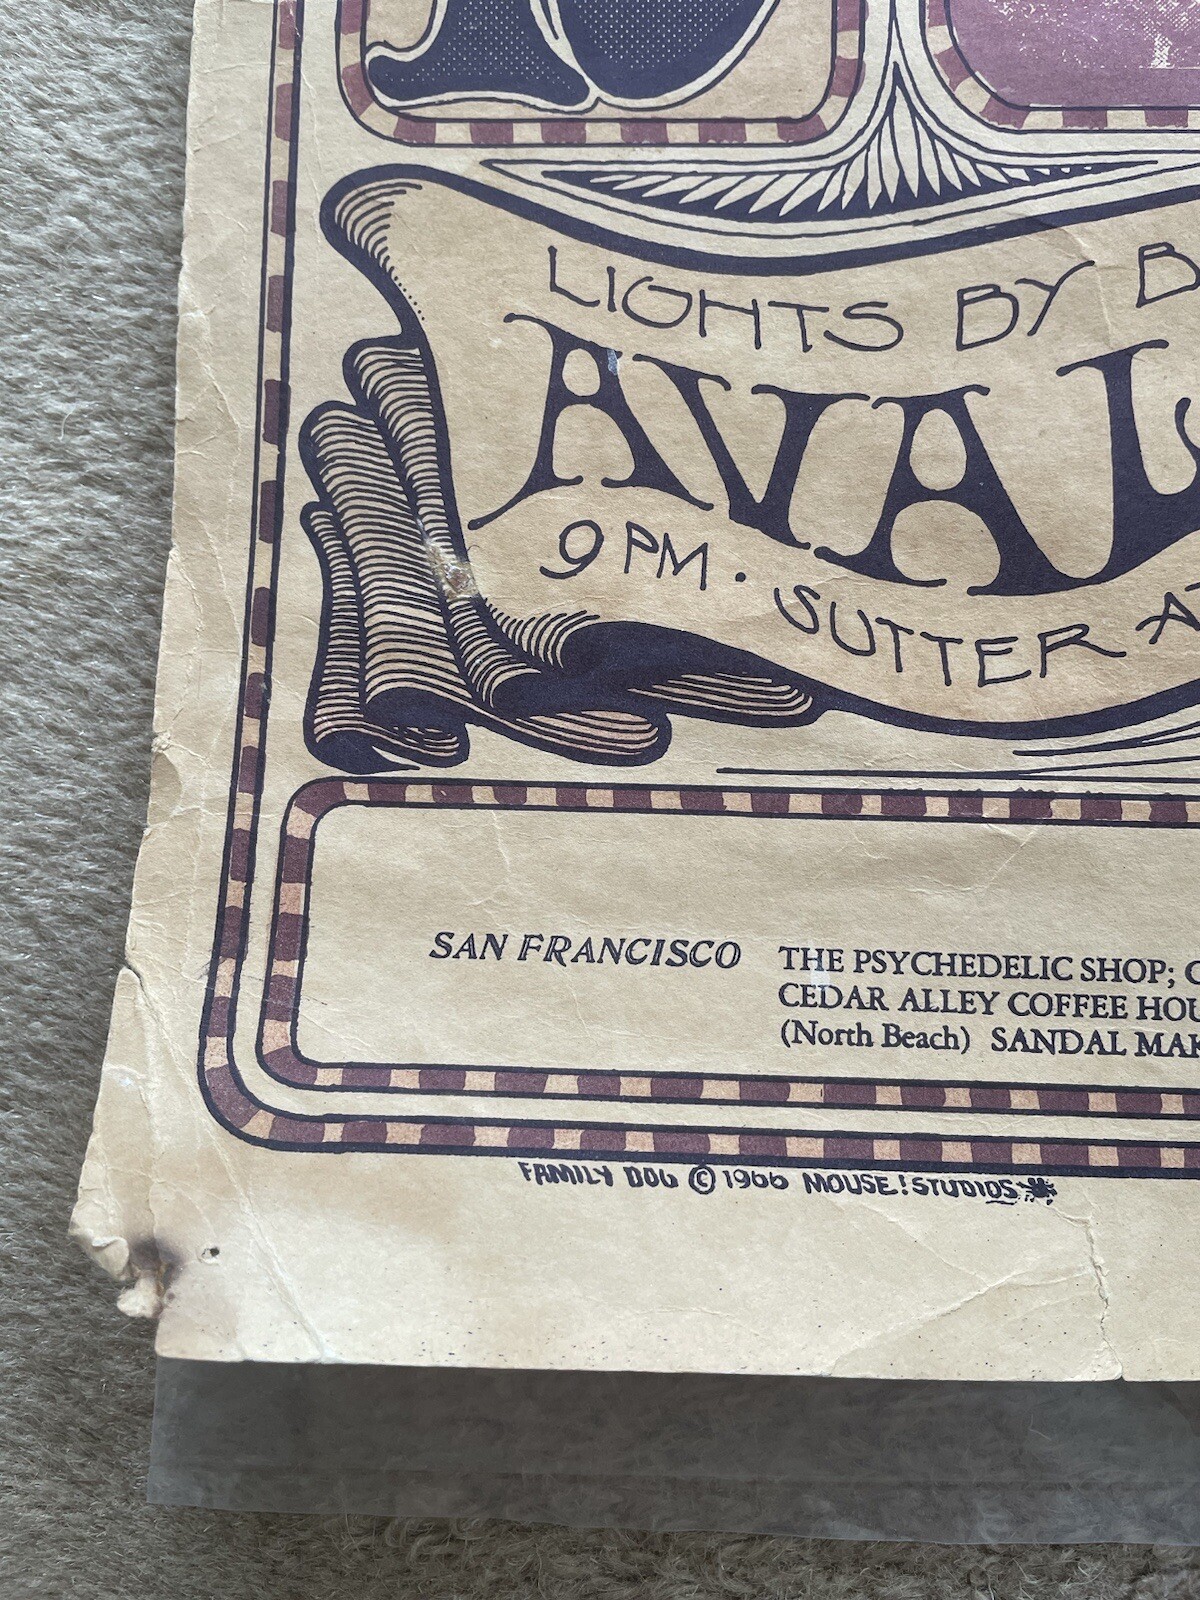 LIGHTS BY B
AVAL
9 PM · SUTTER A
SAN FRANCISCO
THE PSYCHEDELIC SHOP; C
CEDAR ALLEY COFFEE HOU
(North Beach) SANDAL MAK
FAMILY DOG © 1966 MOUSE! STUDIOS